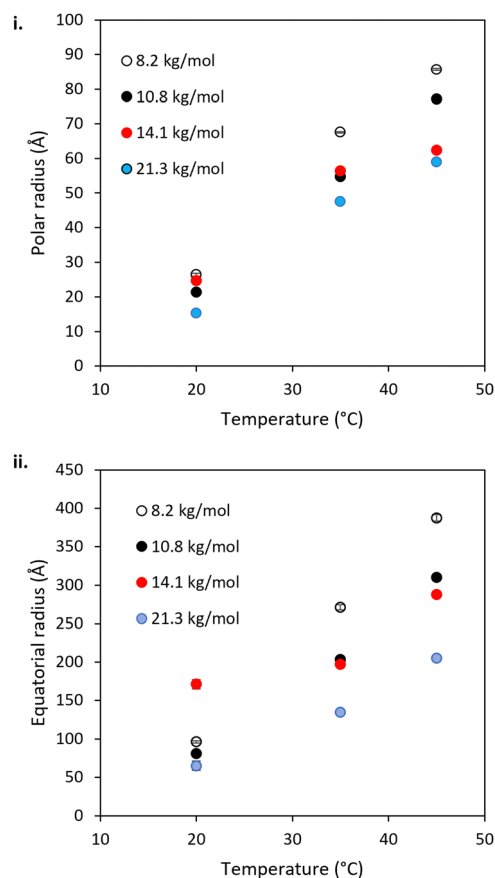 i.
100
90
80
70
60
50
40
30
20
10
0
Polar radius (Å)
8.2 kg/mol
10.8 kg/mol
14.1 kg/mol
21.3 kg/mol
10 20 30 40 50
Temperature (°C)
ii.
450
400
350
300
250
200
150
100
50
0
Equatorial radius (Å)
8.2 kg/mol
10.8 kg/mol
14.1 kg/mol
21.3 kg/mol
10 20 30 40 50
Temperature (°C)